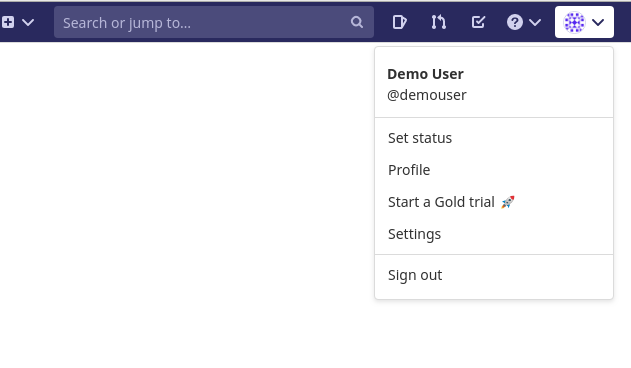 Search or jump to...
Demo User
@demouser
Set status
Profile
Start a Gold trial 🚀
Settings
Sign out